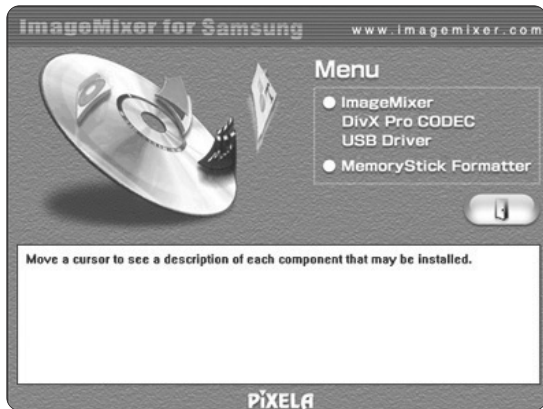 ImageMixer for Samsung
www.imagemixer.com
Menu
ImageMixer
DivX Pro CODEC
USB Driver
MemoryStick Formatter
Move a cursor to see a description of each component that may be installed.
PIXELA